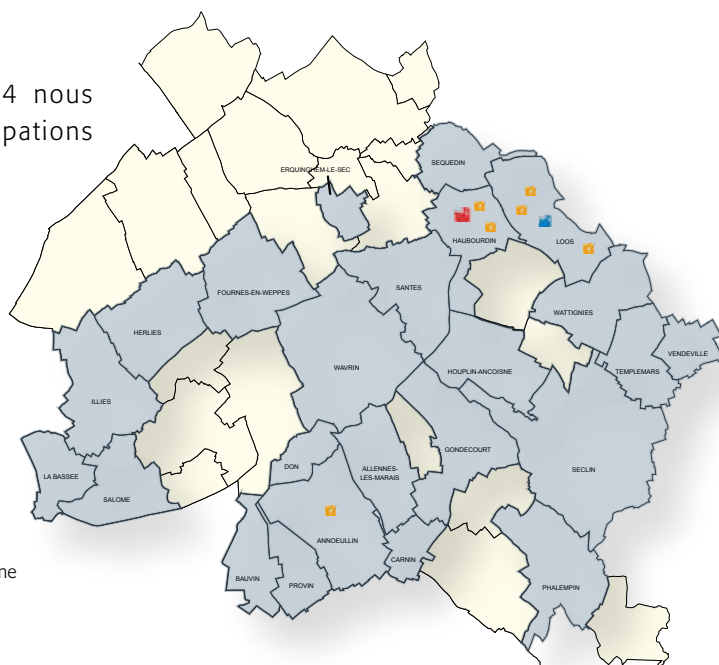 4 nous
pations
ERQUINGHEM-LE-SEC
SEQUEDIN
HAUBOURDIN
LOOS
FOURNES-EN-WEPPES
SANTES
HERLIES
WATTIGNIES
WAVRIN
VENDEVILLE
HOUPLIN-ANCOISNE
TEMPLEMARS
ILLIES
GONDECOURT
DON
ALLENNES-
LES-MARAIS
SECLIN
LA BASSEE
SALOME
ANNOEULLIN
CARNIN
BAUVIN
PROVIN
PHALEMPIN
ne